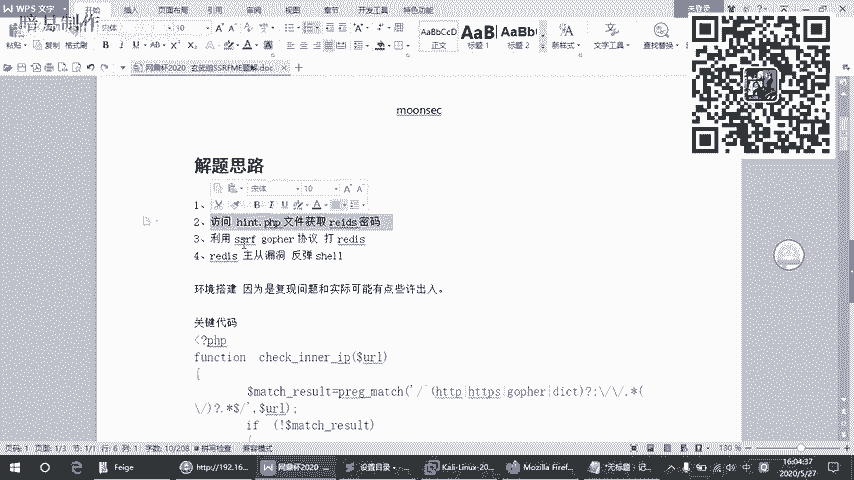 暗月制作
WPS 文字
开始 插入 页面布局 引用 审阅 视图 章节 开发工具 特色功能
未登录
粘贴 复制 格式刷
AaBbCcD AaBb AaBb(
正文 标题 1 标题 2 新样式 文字工具 查找替换
网鼎杯2020 玄武组SSRFME题解.doc
moonsec
解题思路
宋体 10
1、
2、访问 hint.php 文件获取 reids 密码
3、利用 ssrf gopher 协议 打 redis
4、redis 主从漏洞 反弹 shell
环境搭建 因为是复现问题和实际可能有点些许出入。
关键代码
<?php
function check_inner_ip($url)
{
$match_result=preg_match('/^(http|https|gopher|dict)?:\/\/.*(
\/)?.*$/',$url);
if (!$match_result)
页码: 1 页面: 1/3 节: 1/1 行: 6 列: 1 字数: 10/208 拼写检查 兼容模式
180 %
Feige http://192.16... 网鼎杯2020 ... 设置目录 -... Kali-Linux-20... Mozilla Firef... *无标题 - 记...
16:04:37
2020/5/27